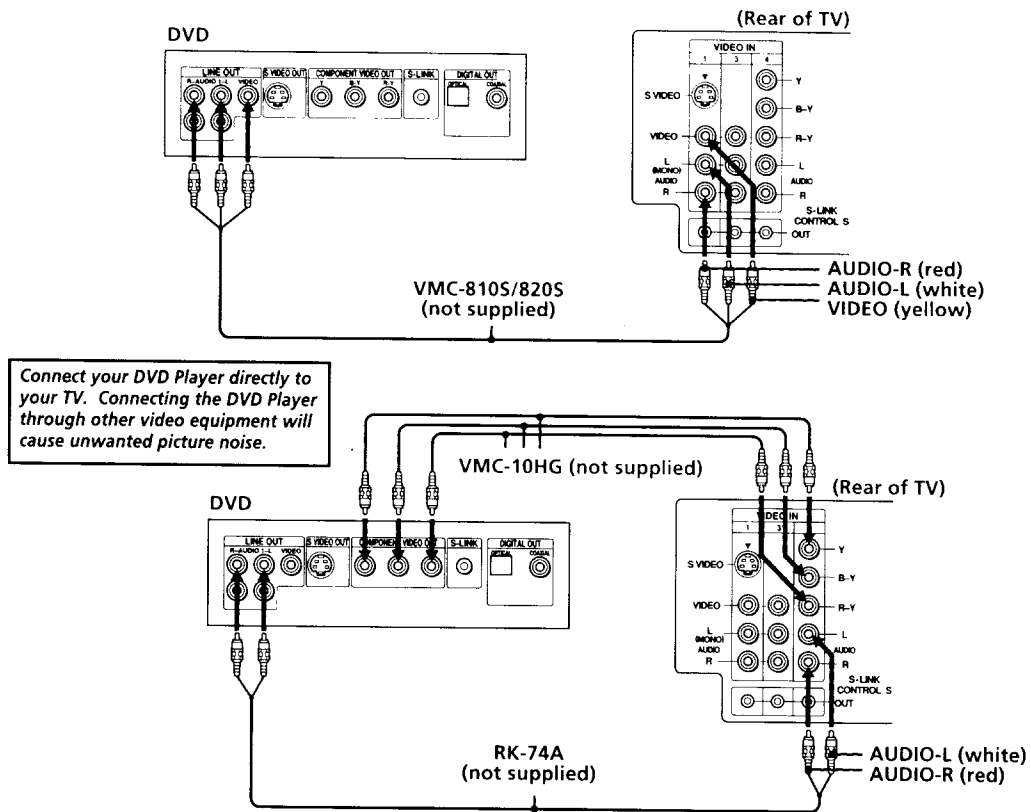 (Rear of TV)
DVD
LINE OUT
R-AUDIO-L
VIDEO
S VIDEO OUT
COMPONENT VIDEO OUT
Y
B-Y
R-Y
S-LINK
DIGITAL OUT
OPTICAL
COAXIAL
VIDEO IN
1
3
4
S VIDEO
VIDEO
L
(MONO)
AUDIO
R
Y
B-Y
R-Y
L
AUDIO
R
S-LINK
CONTROL S
OUT
AUDIO-R (red)
AUDIO-L (white)
VIDEO (yellow)
VMC-810S/820S
(not supplied)
Connect your DVD Player directly to
your TV. Connecting the DVD Player
through other video equipment will
cause unwanted picture noise.
VMC-10HG (not supplied)
(Rear of TV)
DVD
LINE OUT
R-AUDIO-L
VIDEO
S VIDEO OUT
COMPONENT VIDEO OUT
S-LINK
DIGITAL OUT
OPTICAL
COAXIAL
VIDEO IN
1
3
S VIDEO
VIDEO
L
(MONO)
AUDIO
R
Y
B-Y
R-Y
L
AUDIO
R
S-LINK
CONTROL S
OUT
RK-74A
(not supplied)
AUDIO-L (white)
AUDIO-R (red)